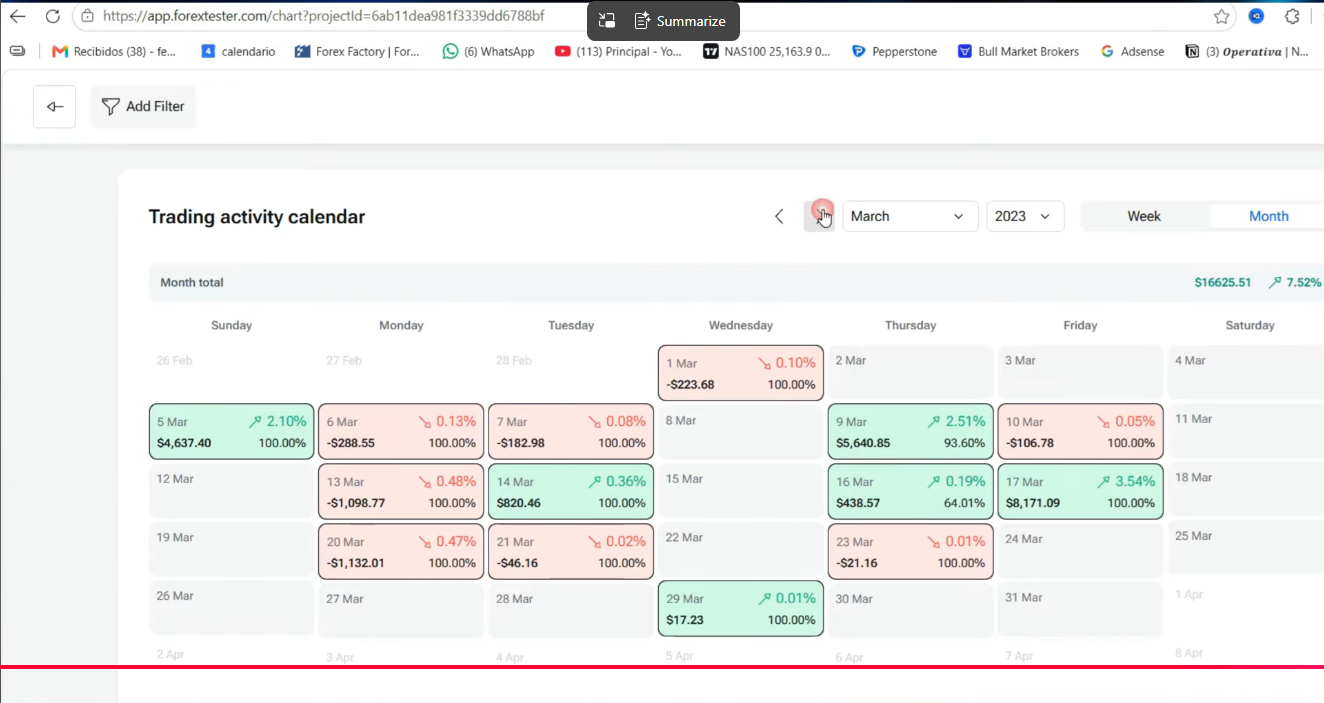 https://app.forextester.com/chart?projectId=6ab11dea981f3339dd6788bf
Summarize
Recibidos (38) - fe...
4 calendario
Forex Factory | For...
(6) WhatsApp
(113) Principal - Yo...
NAS100 25,163.9 0...
Pepperstone
Bull Market Brokers
Adsense
(3) Operativa | N...
Add Filter
Trading activity calendar
March
2023
Week
Month
Month total
$16625.51 7.52%
Sunday Monday Tuesday Wednesday Thursday Friday Saturday
26 Feb 27 Feb 28 Feb 1 Mar 0.10% 2 Mar 3 Mar 4 Mar
-$223.68 100.00%
5 Mar 2.10% 6 Mar 0.13% 7 Mar 0.08% 8 Mar 9 Mar 2.51% 10 Mar 0.05% 11 Mar
$4,637.40 100.00% -$288.55 100.00% -$182.98 100.00% $5,640.85 93.60% -$106.78 100.00%
12 Mar 13 Mar 0.48% 14 Mar 0.36% 15 Mar 16 Mar 0.19% 17 Mar 3.54% 18 Mar
-$1,098.77 100.00% $820.46 100.00% $438.57 64.01% $8,171.09 100.00%
19 Mar 20 Mar 0.47% 21 Mar 0.02% 22 Mar 23 Mar 0.01% 24 Mar 25 Mar
-$1,132.01 100.00% -$46.16 100.00% -$21.16 100.00%
26 Mar 27 Mar 28 Mar 29 Mar 0.01% 30 Mar 31 Mar 1 Apr
$17.23 100.00%
2 Apr 3 Apr 4 Apr 5 Apr 6 Apr 7 Apr 8 Apr